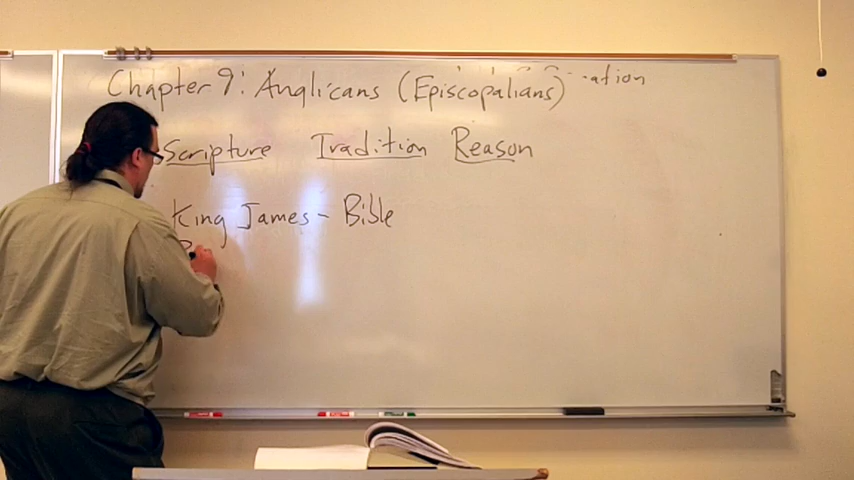 Chapter 9: Anglicans (Episcopalians)
Scripture Tradition Reason
King James - Bible